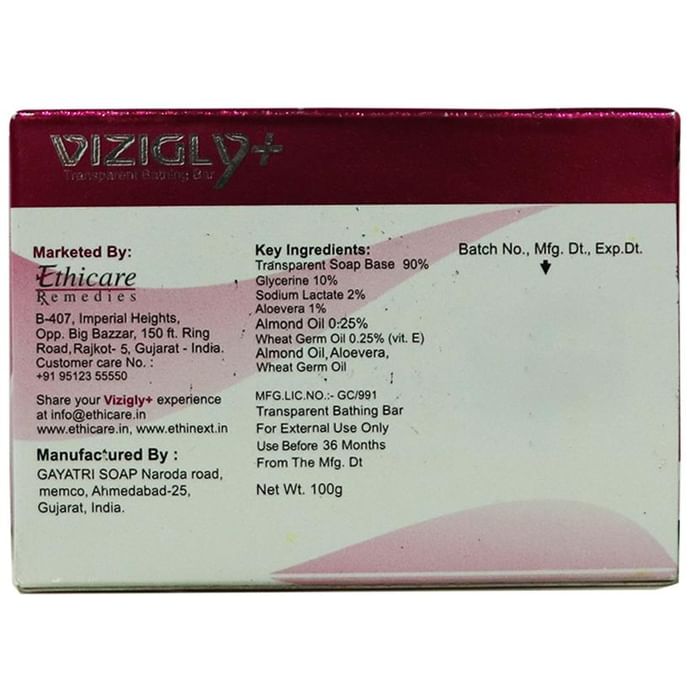 VIZIGLY+
Transparent Bathing Bar
Marketed By:
Ethicare
Remedies
B-407, Imperial Heights,
Opp. Big Bazzar, 150 ft. Ring
Road,Rajkot- 5, Gujarat - India.
Customer care No. :
+91 95123 55550
Share your Vizigly+ experience
at info@ethicare.in
www.ethicare.in, www.ethinext.in
Manufactured By :
GAYATRI SOAP Naroda road,
memco, Ahmedabad-25,
Gujarat, India.
Key Ingredients:
Transparent Soap Base 90%
Glycerine 10%
Sodium Lactate 2%
Aloevera 1%
Almond Oil 0:25%
Wheat Germ Oil 0.25% (vit. E)
Almond Oil, Aloevera,
Wheat Germ Oil
MFG.LIC.NO.:- GC/991
Transparent Bathing Bar
For External Use Only
Use Before 36 Months
From The Mfg. Dt
Net Wt. 100g
Batch No., Mfg. Dt., Exp.Dt.